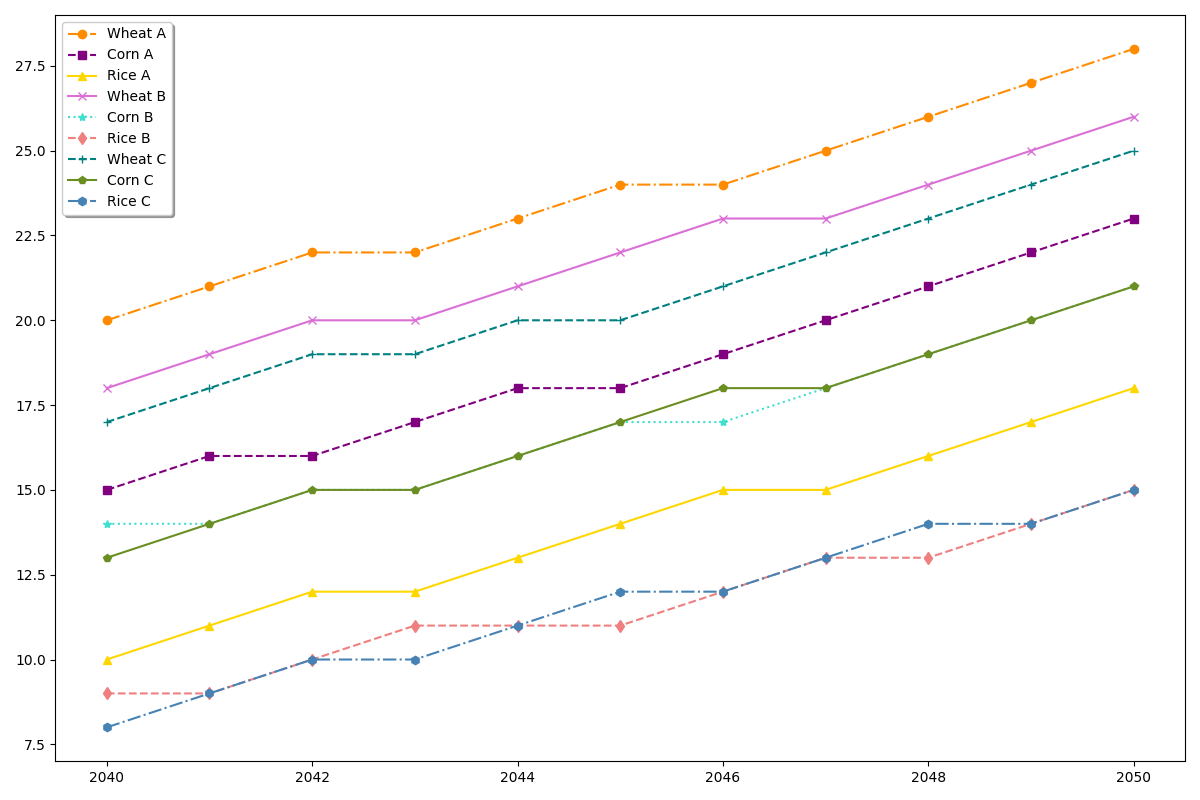 Wheat A
Corn A
Rice A
Wheat B
Corn B
Rice B
Wheat C
Corn C
Rice C
27.5
25.0
22.5
20.0
17.5
15.0
12.5
10.0
7.5
2040 2042 2044 2046 2048 2050